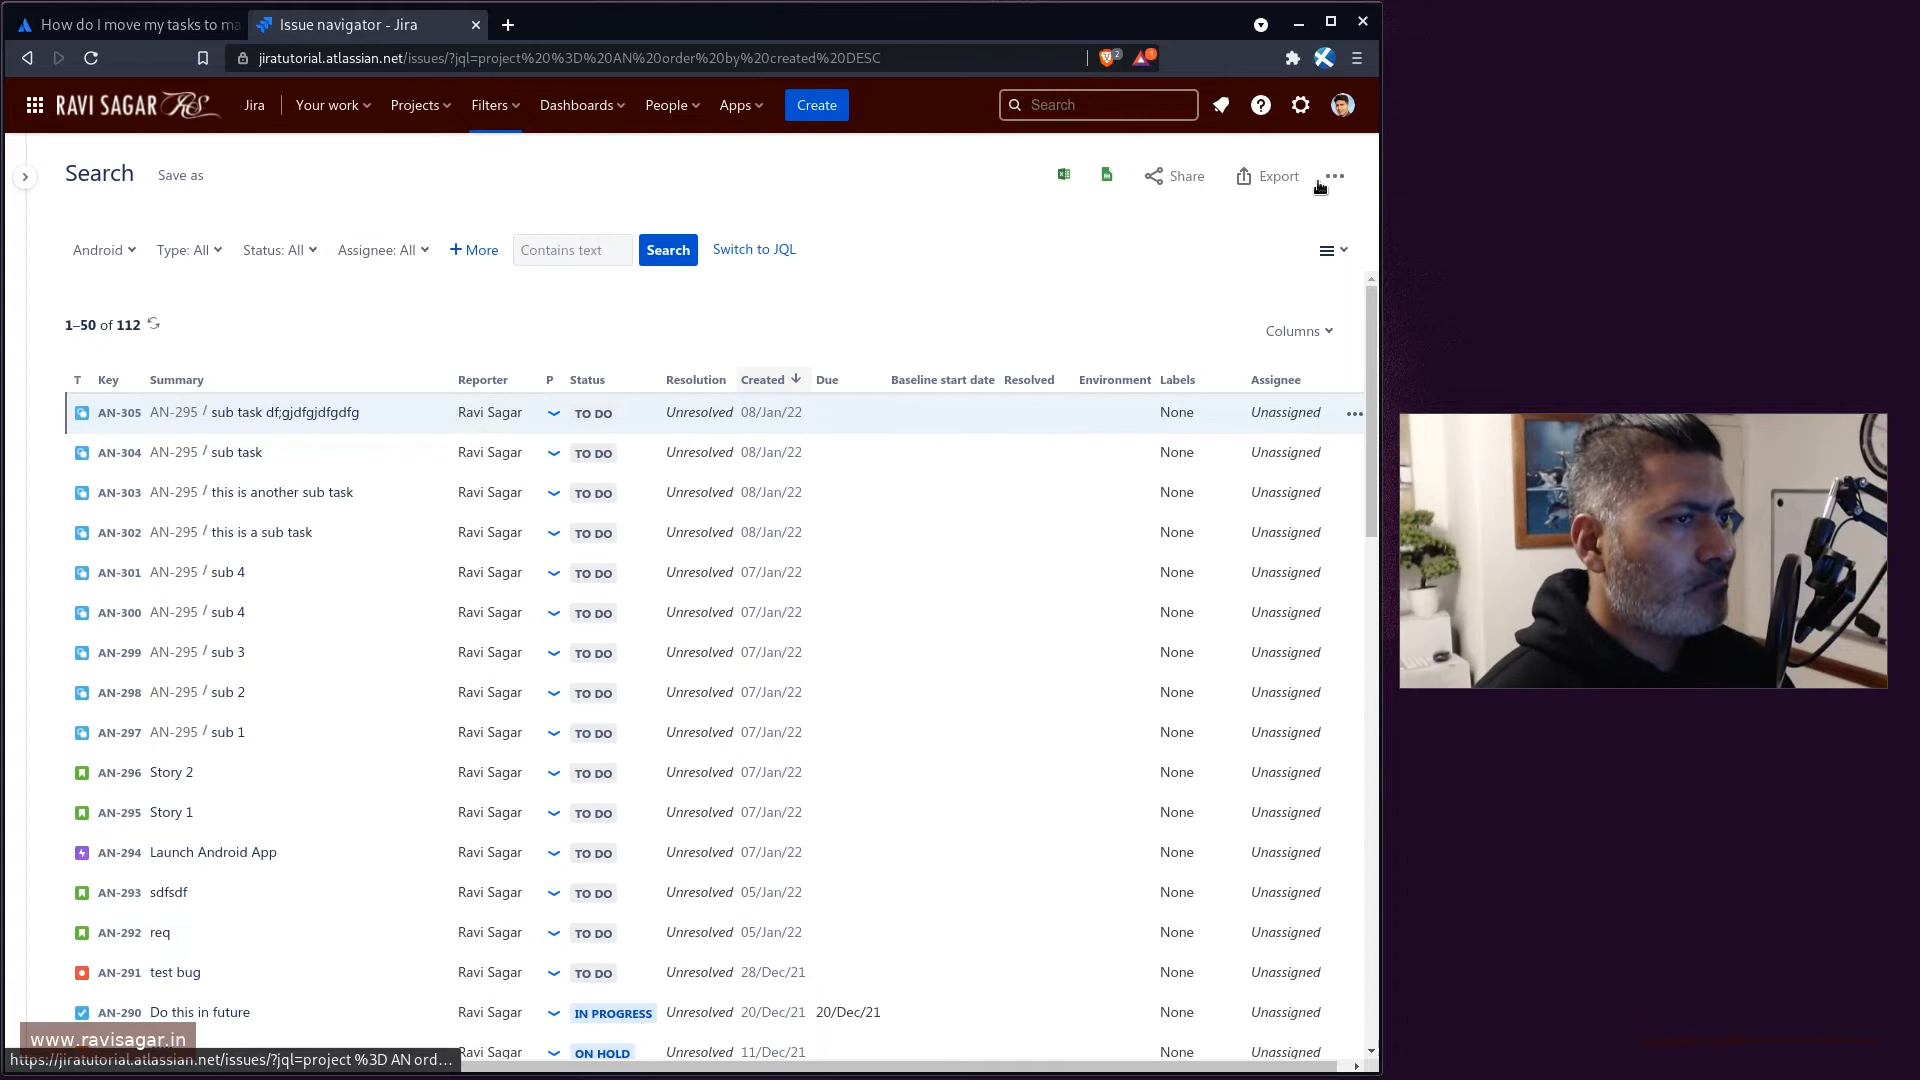 How do I move my tasks to ma
Issue navigator - Jira
jiratutorial.atlassian.net/issues/?jql=project%20%3D%20AN%20order%20by%20created%20DESC
2
1
RAVI SAGAR RS
Jira
Your work
Projects
Filters
Dashboards
People
Apps
Create
Search
Search
Save as
Share
Export
Android
Type: All
Status: All
Assignee: All
+ More
Contains text
Search
Switch to JQL
1–50 of 112
Columns
T Key Summary Reporter P Status Resolution Created Due Baseline start date Resolved Environment Labels Assignee
AN-305 AN-295 / sub task df;gjdfgjdfgdfg Ravi Sagar TO DO Unresolved 08/Jan/22 None Unassigned
AN-304 AN-295 / sub task Ravi Sagar TO DO Unresolved 08/Jan/22 None Unassigned
AN-303 AN-295 / this is another sub task Ravi Sagar TO DO Unresolved 08/Jan/22 None Unassigned
AN-302 AN-295 / this is a sub task Ravi Sagar TO DO Unresolved 08/Jan/22 None Unassigned
AN-301 AN-295 / sub 4 Ravi Sagar TO DO Unresolved 07/Jan/22 None Unassigned
AN-300 AN-295 / sub 4 Ravi Sagar TO DO Unresolved 07/Jan/22 None Unassigned
AN-299 AN-295 / sub 3 Ravi Sagar TO DO Unresolved 07/Jan/22 None Unassigned
AN-298 AN-295 / sub 2 Ravi Sagar TO DO Unresolved 07/Jan/22 None Unassigned
AN-297 AN-295 / sub 1 Ravi Sagar TO DO Unresolved 07/Jan/22 None Unassigned
AN-296 Story 2 Ravi Sagar TO DO Unresolved 07/Jan/22 None Unassigned
AN-295 Story 1 Ravi Sagar TO DO Unresolved 07/Jan/22 None Unassigned
AN-294 Launch Android App Ravi Sagar TO DO Unresolved 07/Jan/22 None Unassigned
AN-293 sdfsdf Ravi Sagar TO DO Unresolved 05/Jan/22 None Unassigned
AN-292 req Ravi Sagar TO DO Unresolved 05/Jan/22 None Unassigned
AN-291 test bug Ravi Sagar TO DO Unresolved 28/Dec/21 None Unassigned
AN-290 Do this in future Ravi Sagar IN PROGRESS Unresolved 20/Dec/21 20/Dec/21 None Unassigned
Ravi Sagar ON HOLD Unresolved 11/Dec/21 None Unassigned
www.ravisagar.in
https://jiratutorial.atlassian.net/issues/?jql=project %3D AN ord...